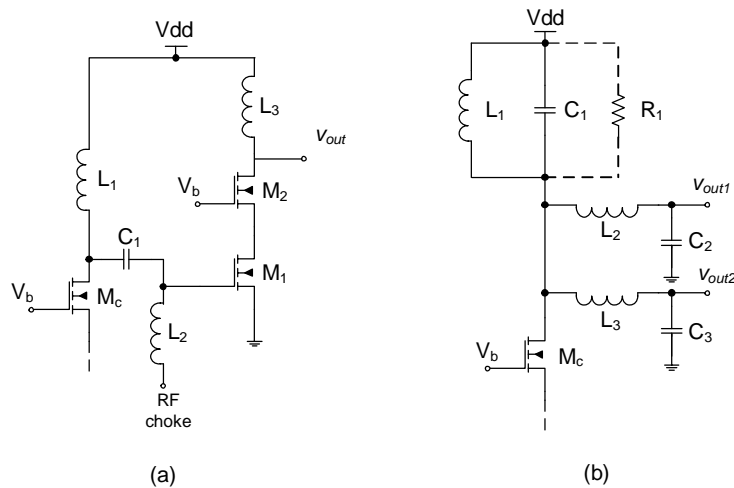 Vdd
L3
vout
L1
Vb
M2
C1
M1
Vb
Mc
L2
RF
choke
(a)
Vdd
L1
C1
R1
vout1
L2
C2
vout2
L3
C3
Vb
Mc
(b)